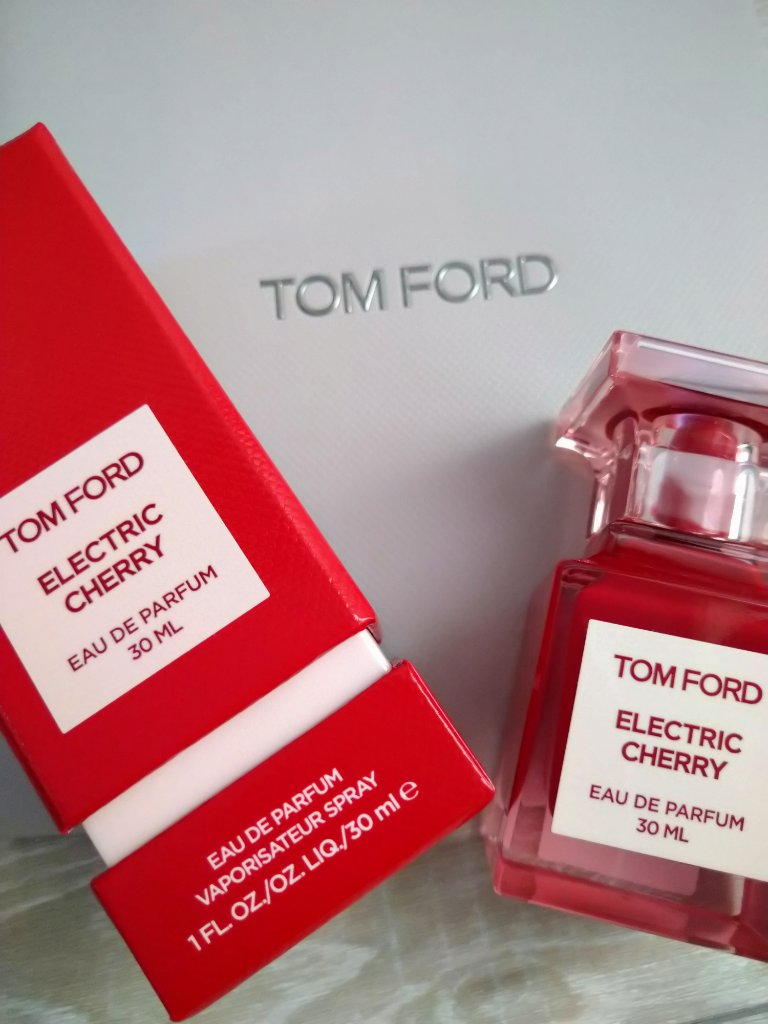 TOM FORD
TOM FORD
ELECTRIC
CHERRY
EAU DE PARFUM
30 ML
EAU DE PARFUM
VAPORISATEUR SPRAY
1 FL. OZ./OZ. LIQ./30 ml ℮
TOM FORD
ELECTRIC
CHERRY
EAU DE PARFUM
30 ML